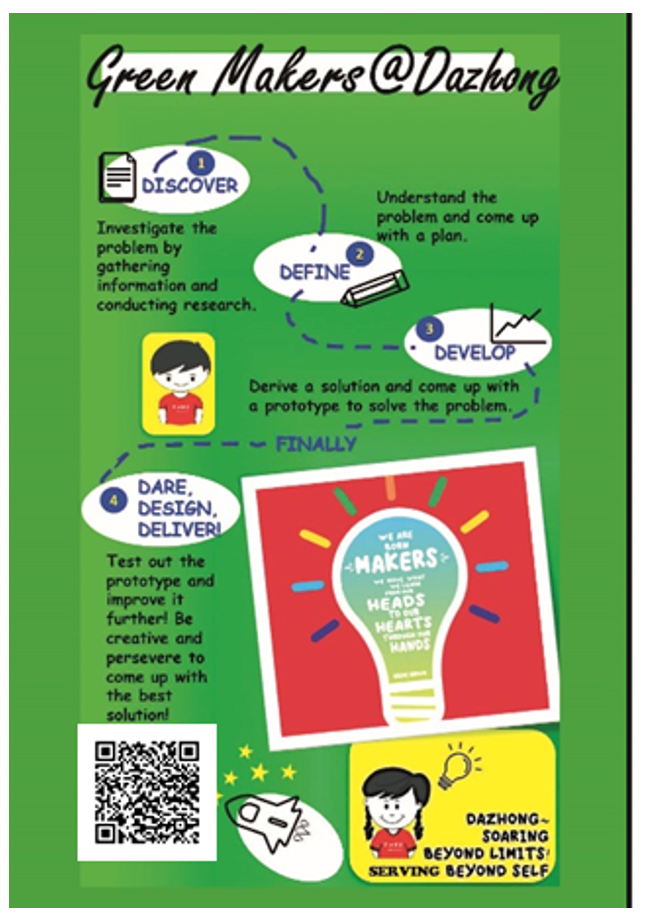 Green Makers@Dazhong
1
DISCOVER
Investigate the
problem by
gathering
information and
conducting research.
2
DEFINE
Understand the
problem and come up
with a plan.
3
DEVELOP
Derive a solution and come up with
a prototype to solve the problem.
FINALLY
4
DARE,
DESIGN,
DELIVER!
Test out the
prototype and
improve it
further! Be
creative and
persevere to
come up with
the best
solution!
WE ARE
BORN
MAKERS
WE MOVE WHAT
WE'RE LEARNING
FROM OUR
HEADS
TO OUR
HEARTS
THROUGH OUR
HANDS
DAZHONG~
SOARING
BEYOND LIMITS!
SERVING BEYOND SELF